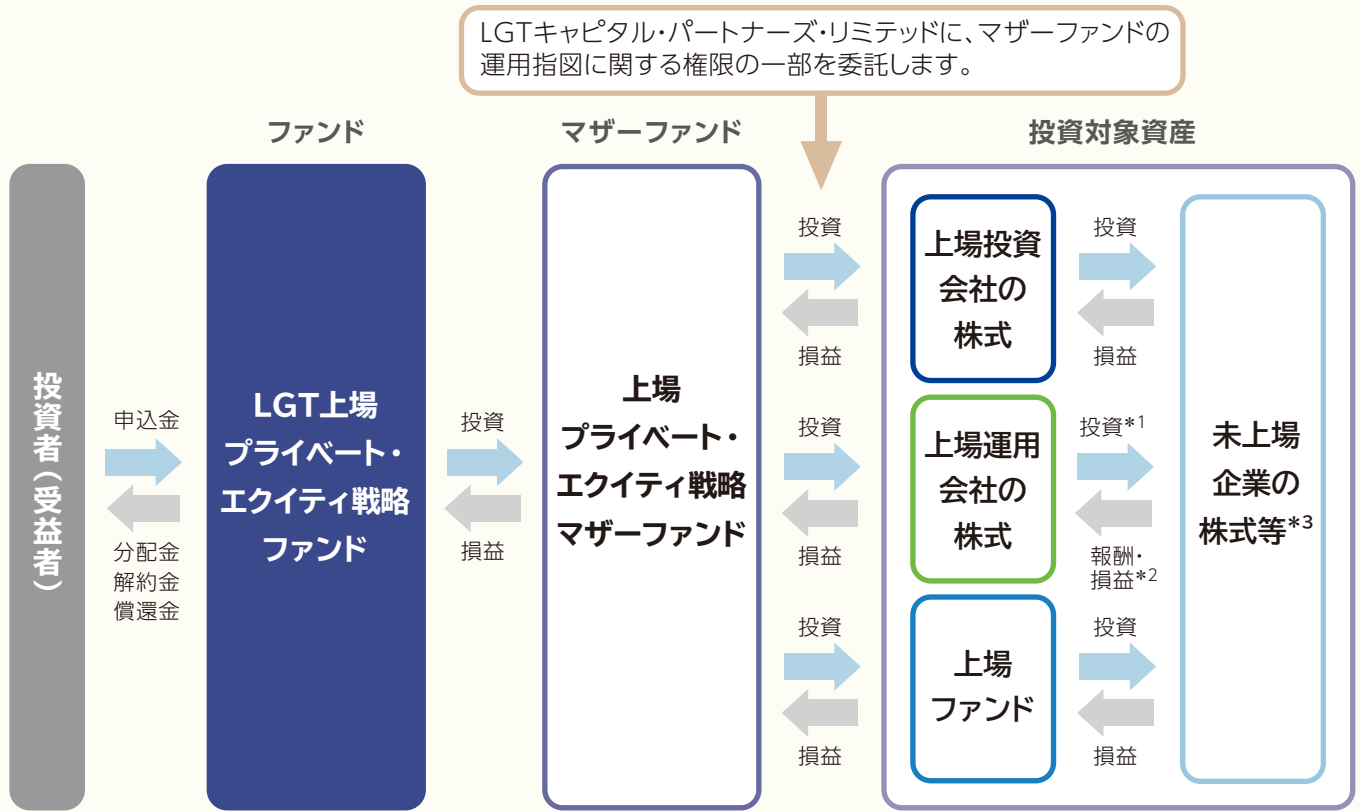 LGTキャピタル・パートナーズ・リミテッドに、マザーファンドの
運用指図に関する権限の一部を委託します。
ファンド
マザーファンド
投資対象資産
投資者（受益者）
申込金
分配金
解約金
償還金
LGT上場
プライベート・
エクイティ戦略
ファンド
投資
損益
上場
プライベート・
エクイティ戦略
マザーファンド
投資
損益
上場投資
会社の
株式
投資
損益
投資
損益
上場運用
会社の
株式
投資*1
報酬・
損益*2
投資
損益
上場
ファンド
投資
損益
未上場
企業の
株式等*3